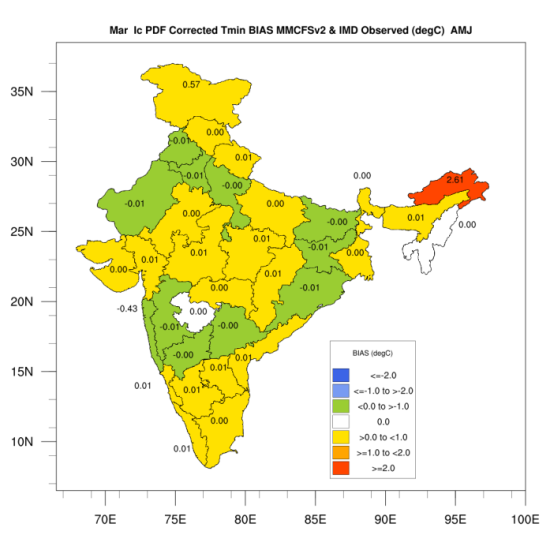 Mar Ic PDF Corrected Tmin BIAS MMCFSv2 & IMD Observed (degC) AMJ
35N
30N
25N
20N
15N
10N
0.57
0.00
-0.01
0.01
-0.01
-0.00
0.00
2.61
-0.01
0.00
0.00
-0.00
0.01
0.00
0.01
-0.01
0.01
0.00
0.01
0.00
0.01
0.00
-0.01
-0.43
0.00
-0.01
-0.00
-0.00
0.01
0.01
0.01
0.01
0.00
0.01
BIAS (degC)
<=-2.0
<=-1.0 to >-2.0
<0.0 to >-1.0
0.0
>0.0 to <1.0
>=1.0 to <2.0
>=2.0
70E 75E 80E 85E 90E 95E 100E